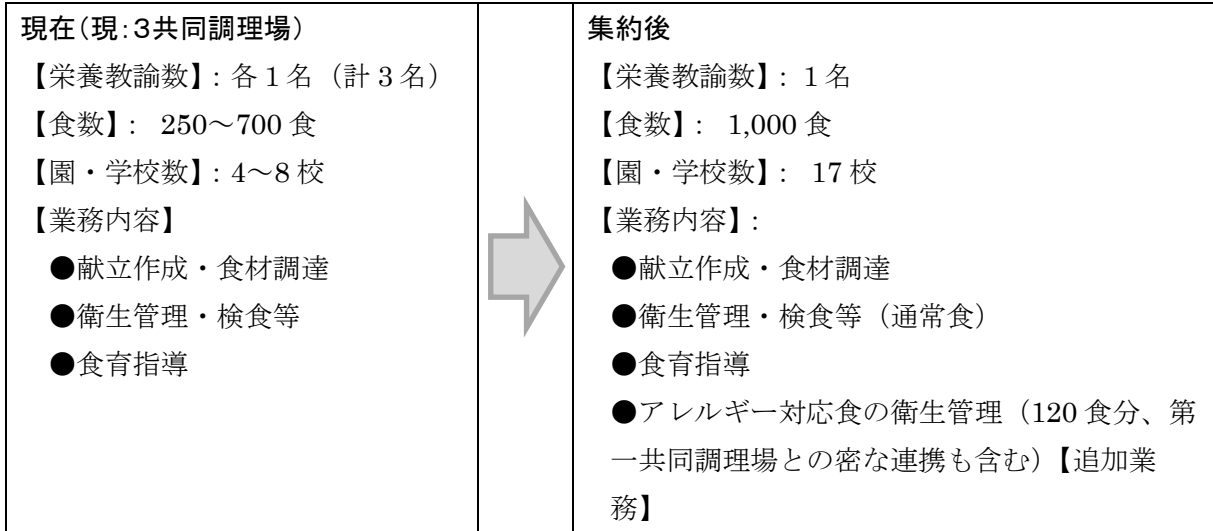 現在(現:3共同調理場)
【栄養教諭数】:各1名(計3名)
【食数】: 250~700食
【園・学校数】:4~8校
【業務内容】
●献立作成・食材調達
●衛生管理・検食等
●食育指導
集約後
【栄養教諭数】:1名
【食数】: 1,000食
【園・学校数】: 17校
【業務内容】:
●献立作成・食材調達
●衛生管理・検食等(通常食)
●食育指導
●アレルギー対応食の衛生管理(120食分、第
一共同調理場との密な連携も含む)【追加業
務】